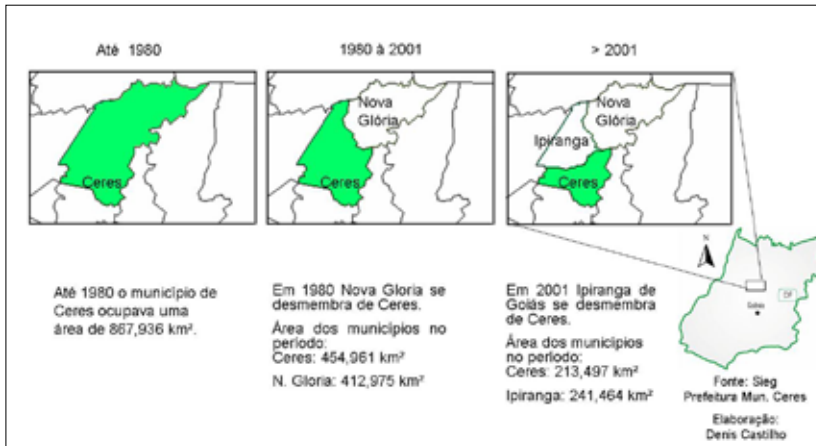 Até 1980
1980 à 2001
> 2001
Ceres
Nova
Glória
Ceres
Nova
Glória
Ipiranga
Ceres
Até 1980 o município de
Ceres ocupava uma
área de 867,936 km².
Em 1980 Nova Gloria se
desmembra de Ceres.
Área dos municípios no
período:
Ceres: 454,961 km²
N. Gloria: 412,975 km²
Em 2001 Ipiranga de
Goiás se desmembra
de Ceres.
Área dos municípios
no período:
Ceres: 213,497 km²
Ipiranga: 241,464 km²
N
DF
Fonte: Sieg
Prefeitura Mun. Ceres
Elaboração:
Denis Castilho